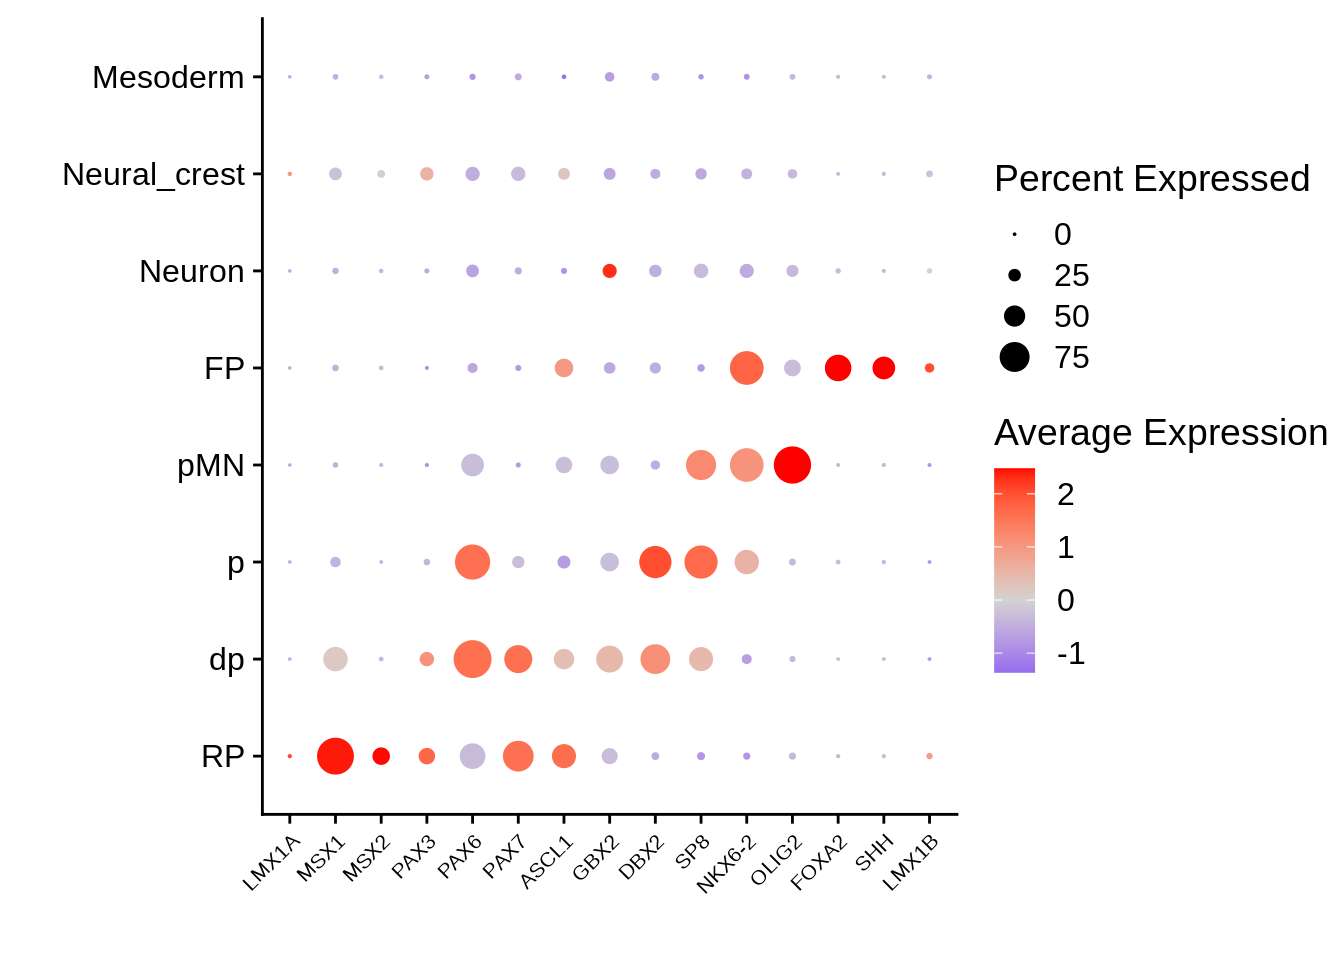 Mesoderm
Neural_crest
Neuron
FP
pMN
p
dp
RP
LMX1A
MSX1
MSX2
PAX3
PAX6
PAX7
ASCL1
GBX2
DBX2
SP8
NKX6-2
OLIG2
FOXA2
SHH
LMX1B
Percent Expressed
0
25
50
75
Average Expression
2
1
0
-1